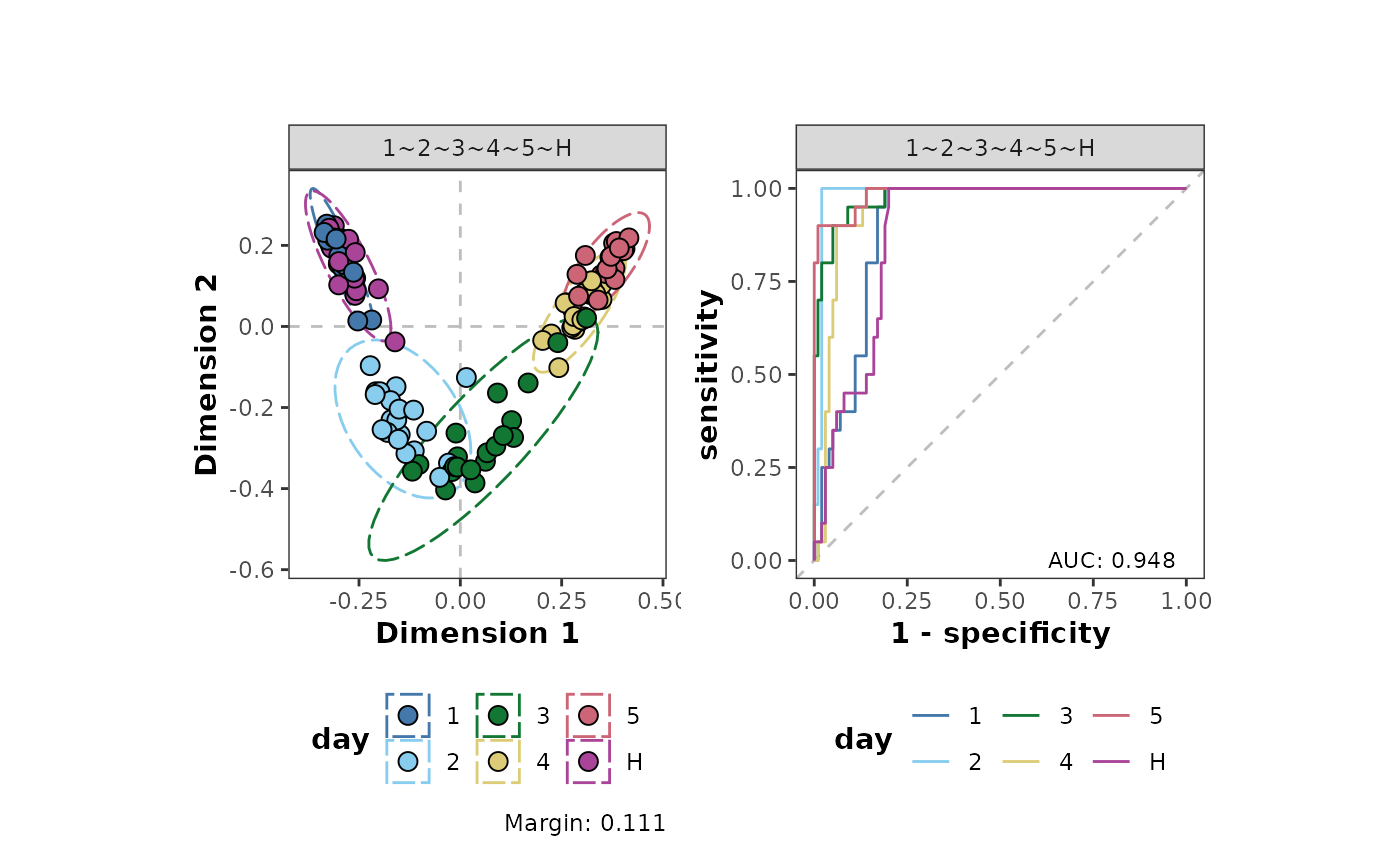 1~2~3~4~5~H
Dimension 2
0.2
0.0
-0.2
-0.4
-0.6
-0.25 0.00 0.25 0.50
Dimension 1
day
1 3 5
2 4 H
Margin: 0.111
1~2~3~4~5~H
sensitivity
1.00
0.75
0.50
0.25
0.00
AUC: 0.948
0.00 0.25 0.50 0.75 1.00
1 - specificity
day
1 3 5
2 4 H